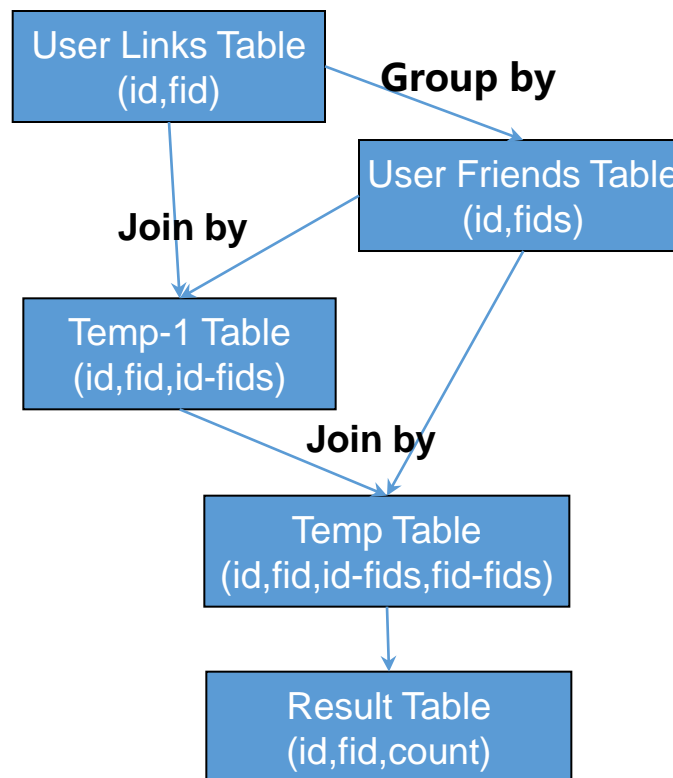 User Links Table
(id,fid)
Group by
User Friends Table
(id,fids)
Join by
Temp-1 Table
(id,fid,id-fids)
Join by
Temp Table
(id,fid,id-fids,fid-fids)
Result Table
(id,fid,count)